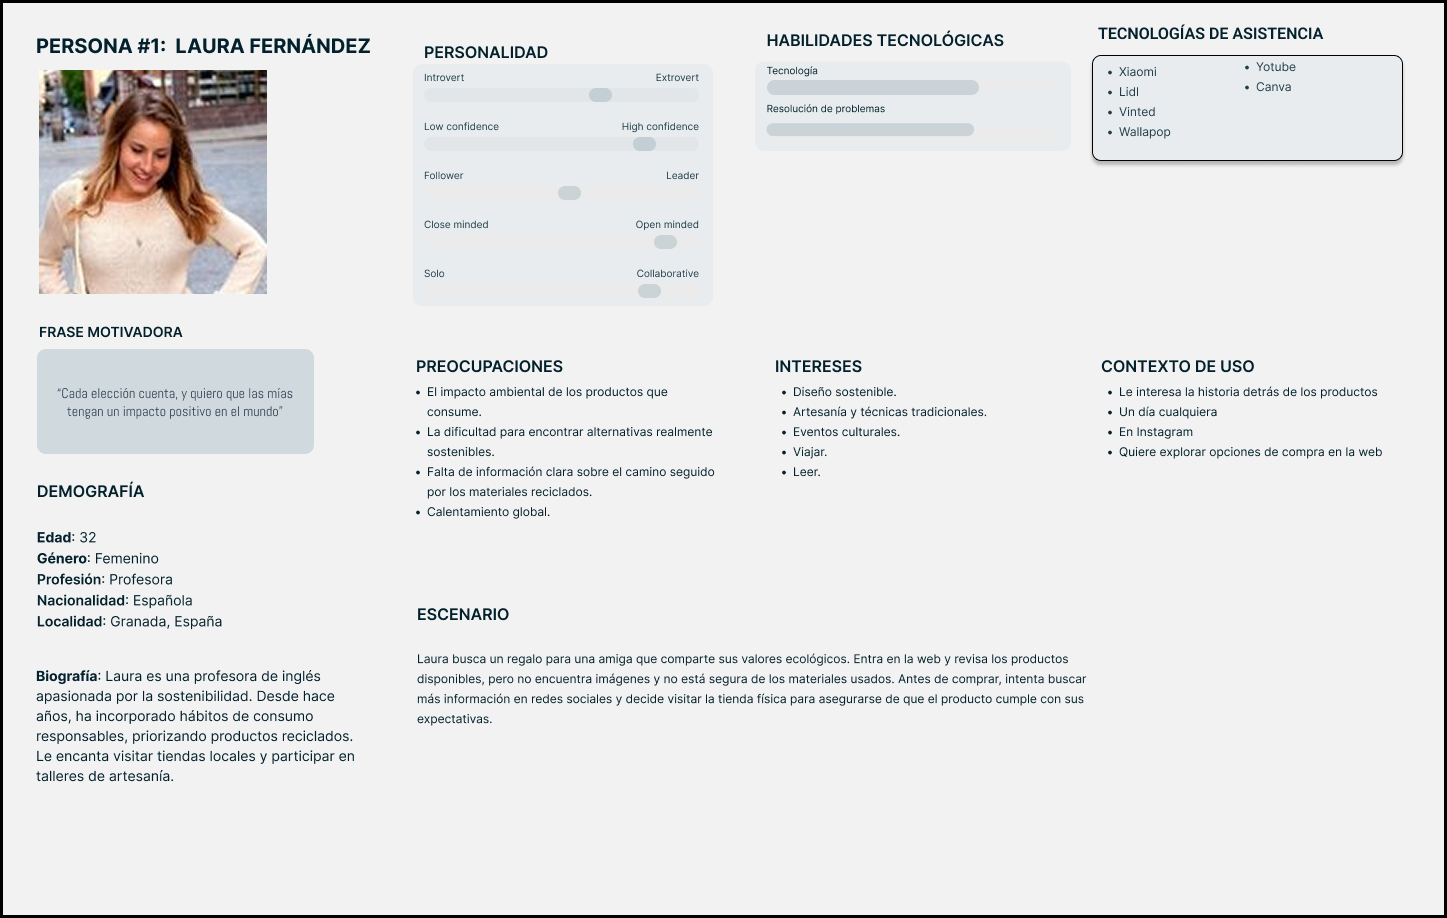 PERSONA #1:  LAURA FERNÁNDEZ
FRASE MOTIVADORA
“Cada elección cuenta, y quiero que las mías
tengan un impacto positivo en el mundo”
DEMOGRAFÍA
Edad: 32
Género: Femenino
Profesión: Profesora
Nacionalidad: Española
Localidad: Granada, España
Biografía: Laura es una profesora de inglés
apasionada por la sostenibilidad. Desde hace
años, ha incorporado hábitos de consumo
responsables, priorizando productos reciclados.
Le encanta visitar tiendas locales y participar en
talleres de artesanía.
PERSONALIDAD
Introvert Extrovert
Low confidence High confidence
Follower Leader
Close minded Open minded
Solo Collaborative
HABILIDADES TECNOLÓGICAS
Tecnología
Resolución de problemas
TECNOLOGÍAS DE ASISTENCIA
• Xiaomi
• Lidl
• Vinted
• Wallapop
• Yotube
• Canva
PREOCUPACIONES
• El impacto ambiental de los productos que
consume.
• La dificultad para encontrar alternativas realmente
sostenibles.
• Falta de información clara sobre el camino seguido
por los materiales reciclados.
• Calentamiento global.
INTERESES
• Diseño sostenible.
• Artesanía y técnicas tradicionales.
• Eventos culturales.
• Viajar.
• Leer.
CONTEXTO DE USO
• Le interesa la historia detrás de los productos
• Un día cualquiera
• En Instagram
• Quiere explorar opciones de compra en la web
ESCENARIO
Laura busca un regalo para una amiga que comparte sus valores ecológicos. Entra en la web y revisa los productos
disponibles, pero no encuentra imágenes y no está segura de los materiales usados. Antes de comprar, intenta buscar
más información en redes sociales y decide visitar la tienda física para asegurarse de que el producto cumple con sus
expectativas.